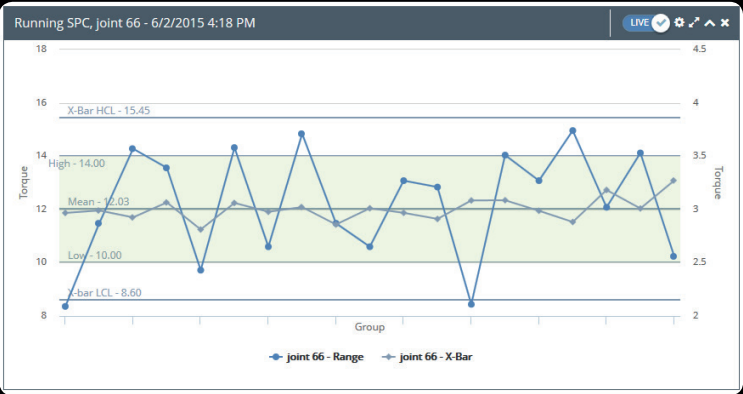 Running SPC, joint 66 - 6/2/2015 4:18 PM
LIVE
18
4.5
16
4
X-Bar HCL - 15.45
14
3.5
High - 14.00
Torque
Torque
Mean - 12.03
12
3
Low - 10.00
10
2.5
X-bar LCL - 8.60
8
2
Group
joint 66 - Range
joint 66 - X-Bar